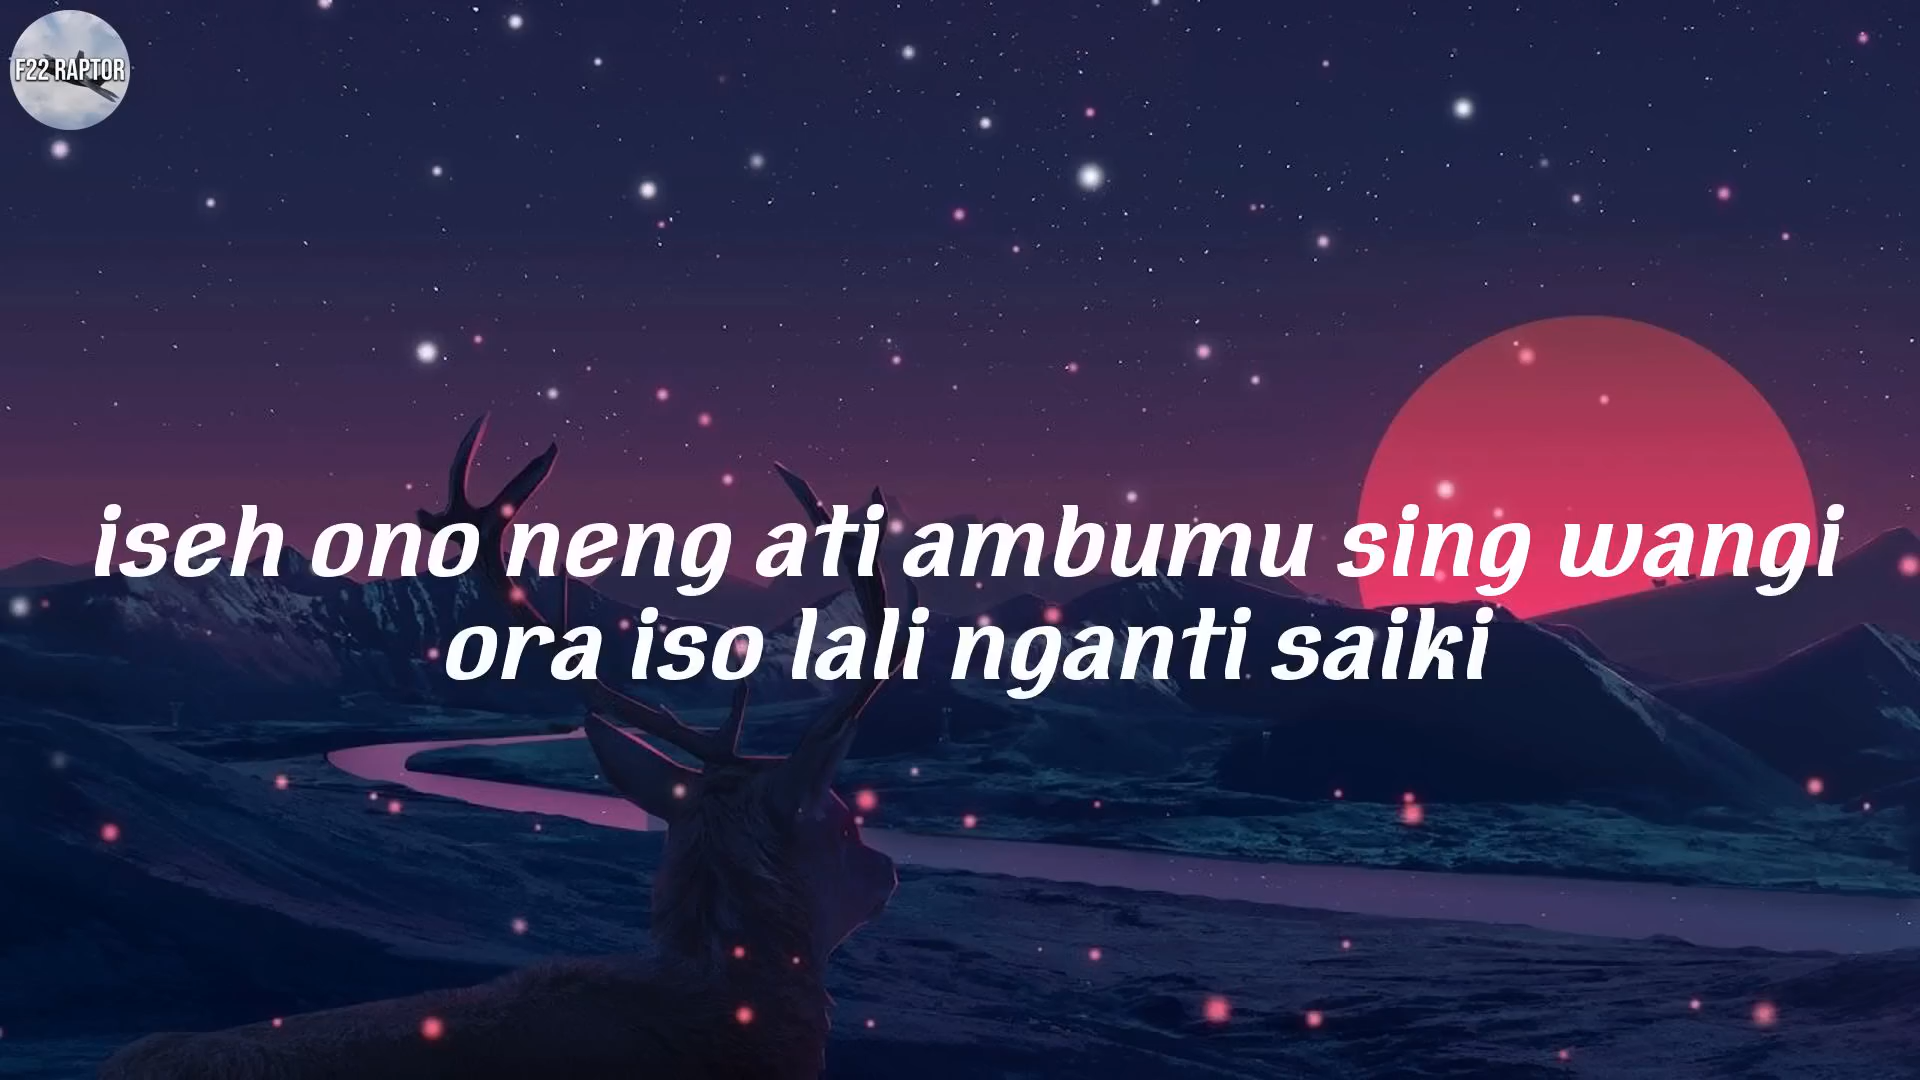 F22 RAPTOR
iseh ono neng ati ambumu sing wangi
ora iso lali nganti saiki